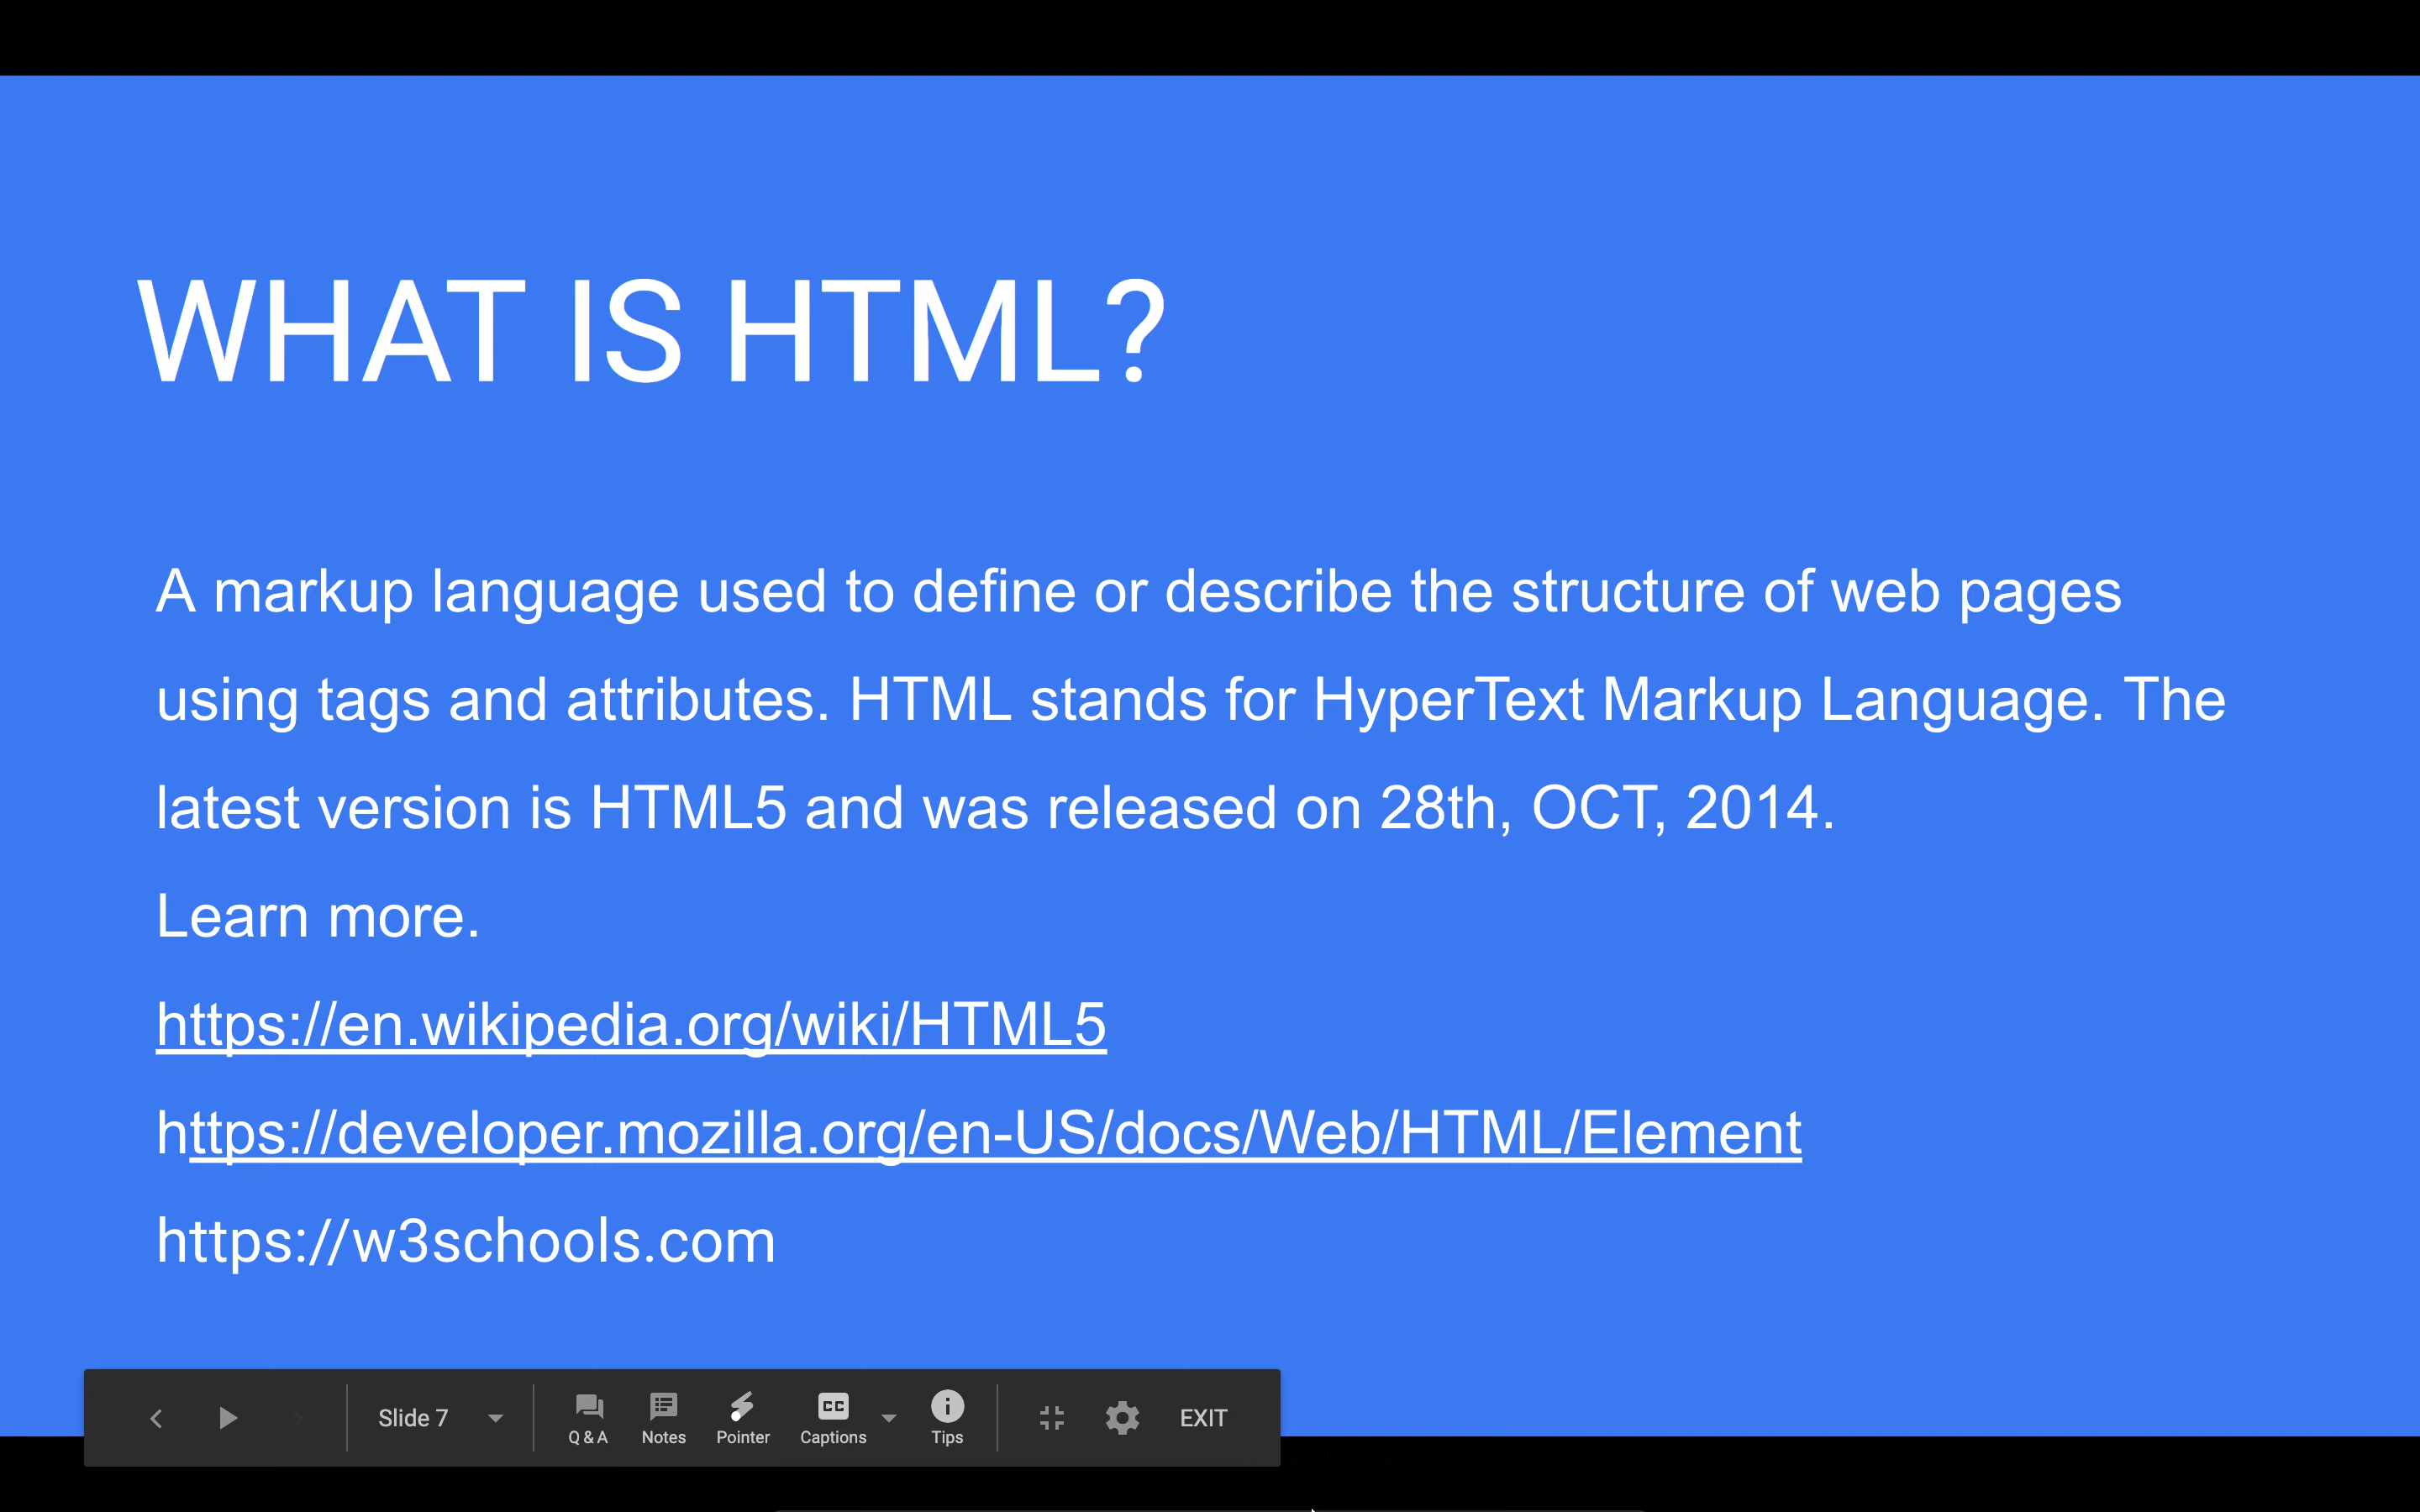 WHAT IS HTML?
A markup language used to define or describe the structure of web pages
using tags and attributes. HTML stands for HyperText Markup Language. The
latest version is HTML5 and was released on 28th, OCT, 2014.
Learn more.
https://en.wikipedia.org/wiki/HTML5
https://developer.mozilla.org/en-US/docs/Web/HTML/Element
https://w3schools.com
Slide 7
Q & A
Notes
Pointer
CC
Captions
Tips
EXIT